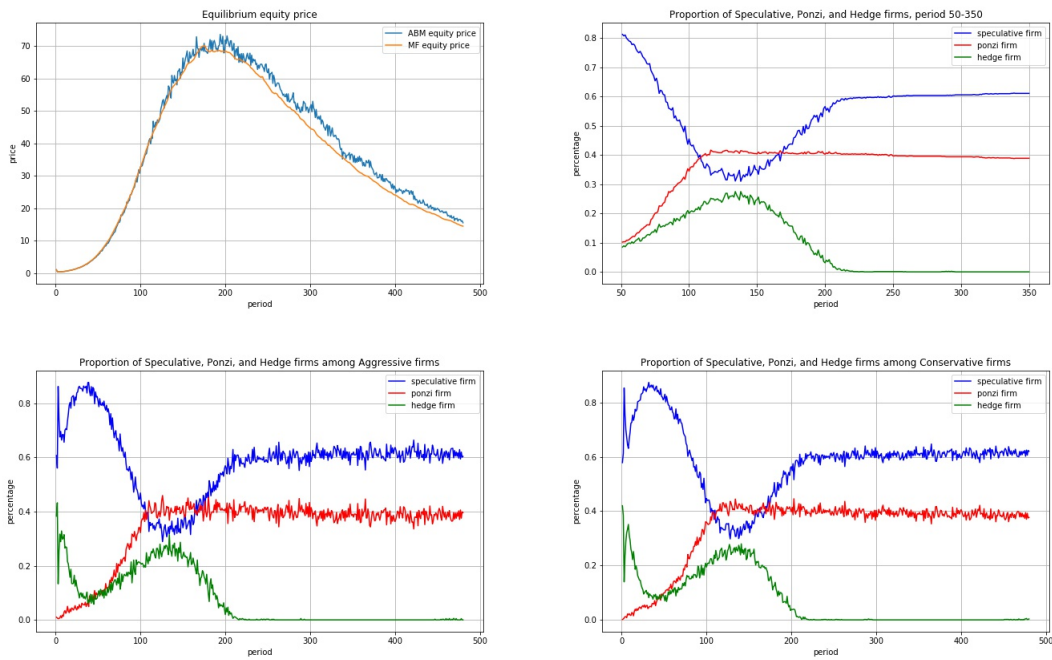 Equilibrium equity price
ABM equity price
MF equity price
price
70
60
50
40
30
20
10
0
0 100 200 300 400 500
period
Proportion of Speculative, Ponzi, and Hedge firms, period 50-350
speculative firm
ponzi firm
hedge firm
percentage
0.8
0.7
0.6
0.5
0.4
0.3
0.2
0.1
0.0
50 100 150 200 250 300 350
period
Proportion of Speculative, Ponzi, and Hedge firms among Aggressive firms
speculative firm
ponzi firm
hedge firm
percentage
0.8
0.6
0.4
0.2
0.0
0 100 200 300 400 500
period
Proportion of Speculative, Ponzi, and Hedge firms among Conservative firms
speculative firm
ponzi firm
hedge firm
percentage
0.8
0.6
0.4
0.2
0.0
0 100 200 300 400 500
period